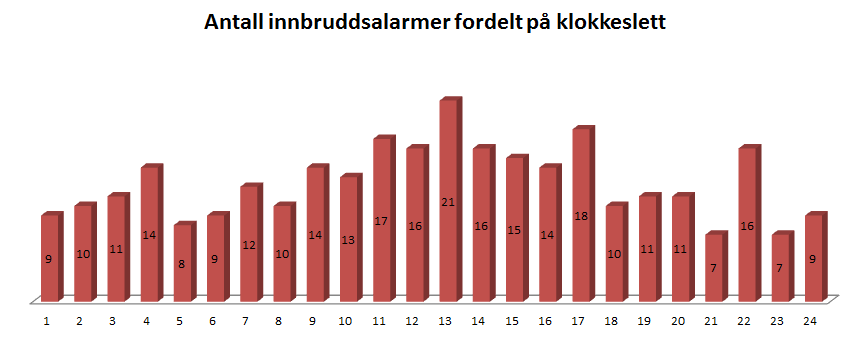 Antall innbruddsalarmer fordelt på klokkeslett
9 10 11 14 8 9 12 10 14 13 17 16 21 16 15 14 18 10 11 11 7 16 7 9
1 2 3 4 5 6 7 8 9 10 11 12 13 14 15 16 17 18 19 20 21 22 23 24